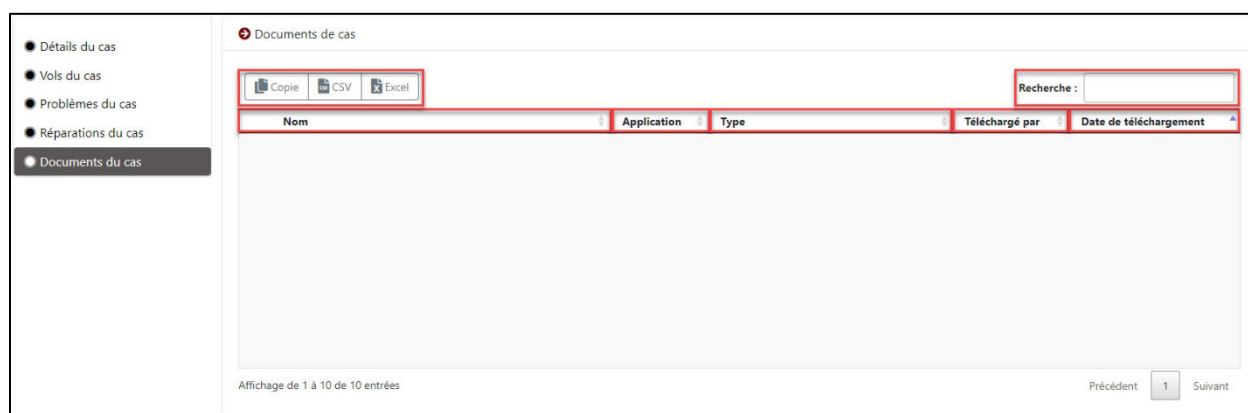 Détails du cas
Vols du cas
Problèmes du cas
Réparations du cas
Documents du cas
Documents de cas
Copie CSV Excel
Recherche :
Nom Application Type Téléchargé par Date de téléchargement
Affichage de 1 à 10 de 10 entrées
Précédent 1 Suivant